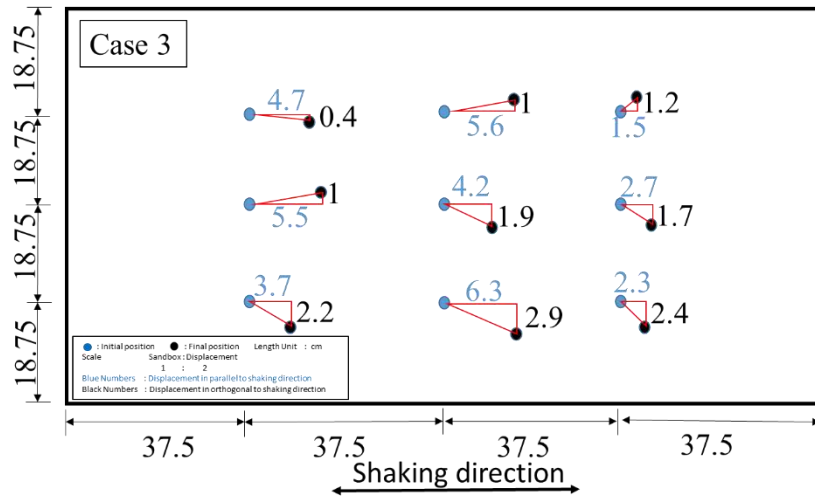 Case 3
18.75
18.75
18.75
18.75
4.7
0.4
5.6
1
1.5
1.2
5.5
1
4.2
1.9
2.7
1.7
3.7
2.2
6.3
2.9
2.3
2.4
: Initial position : Final position Length Unit : cm
Scale Sandbox : Displacement
1 : 2
Blue Numbers : Displacement in parallel to shaking direction
Black Numbers : Displacement in orthogonal to shaking direction
37.5 37.5 37.5 37.5
Shaking direction